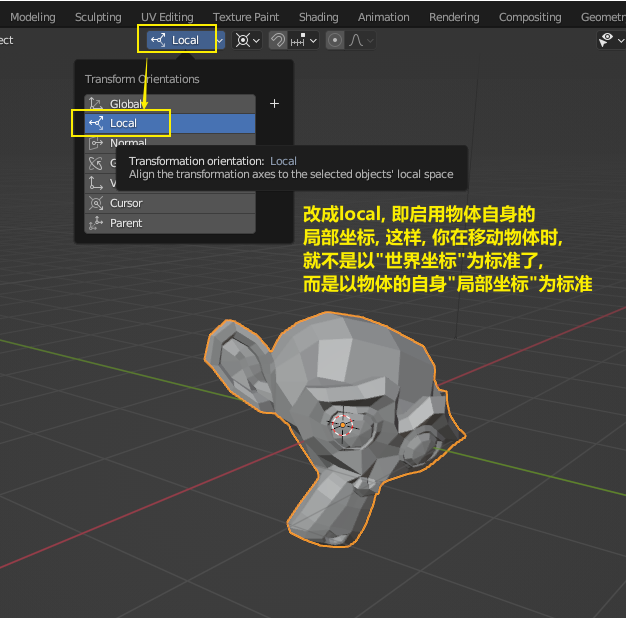 Modeling Sculpting UV Editing Texture Paint Shading Animation Rendering Compositing Geometr
ect Local
Transform Orientations
Global
Local
Normal
Transformation orientation: Local
Align the transformation axes to the selected objects' local space
G
V
Cursor
Parent
改成local, 即启用物体自身的
局部坐标, 这样, 你在移动物体时,
就不是以"世界坐标"为标准了,
而是以物体的自身"局部坐标"为标准